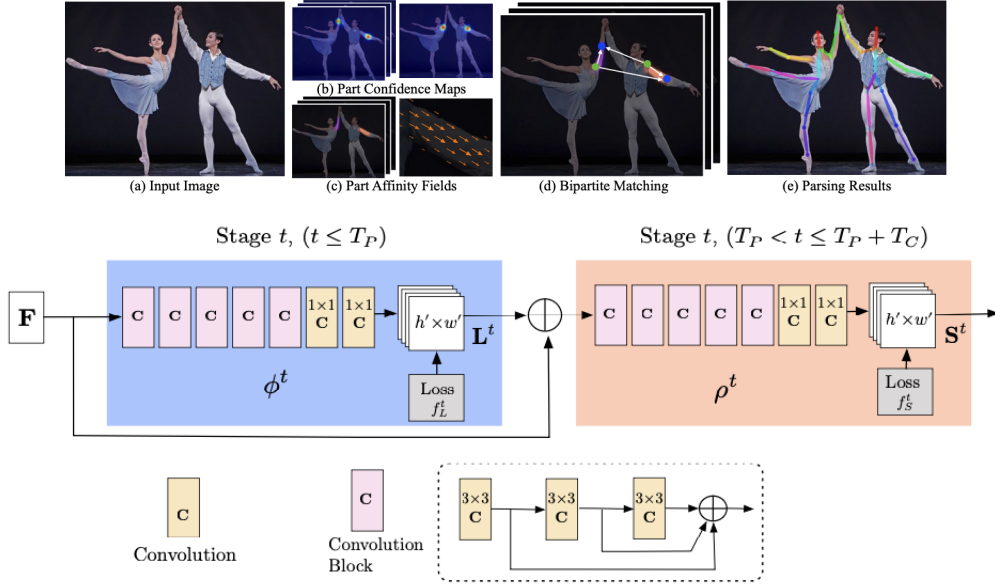 (b) Part Confidence Maps
(a) Input Image
(c) Part Affinity Fields
(d) Bipartite Matching
(e) Parsing Results
Stage t, (t ≤ T_P)
Stage t, (T_P < t ≤ T_P + T_C)
F
C
C
C
C
C
1×1
C
1×1
C
h′×w′
L^t
Loss
f_L^t
ϕ^t
C
C
C
C
C
1×1
C
1×1
C
h′×w′
S^t
Loss
f_S^t
ρ^t
C
Convolution
C
Convolution
Block
3×3
C
3×3
C
3×3
C